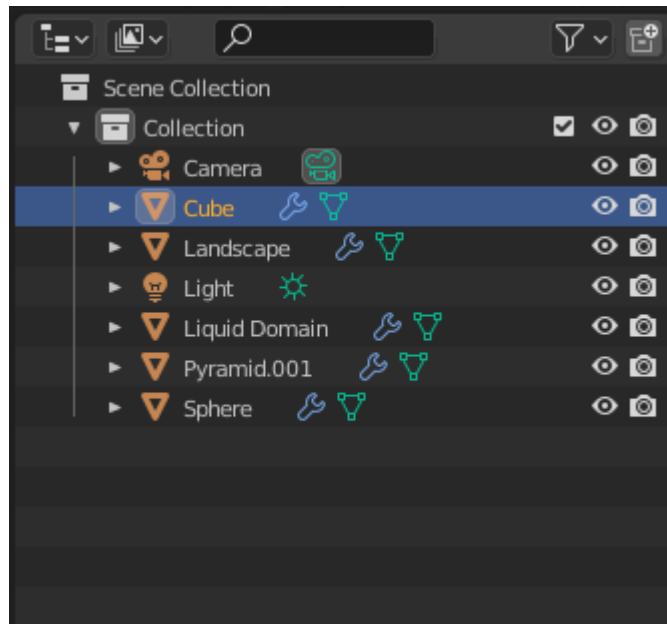 Scene Collection
Collection
Camera
Cube
Landscape
Light
Liquid Domain
Pyramid.001
Sphere